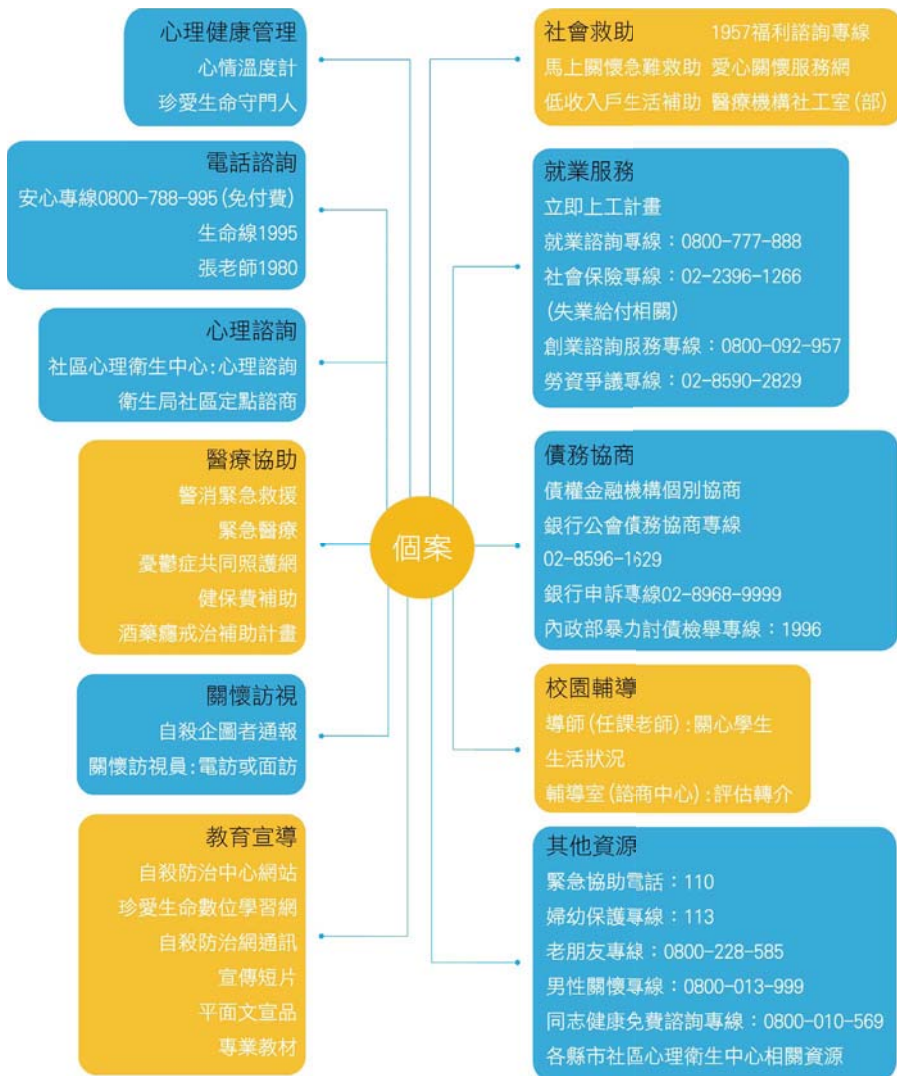 心理健康管理
心情溫度計
珍愛生命守門人
電話諮詢
安心專線0800-788-995(免付費)
生命線1995
張老師1980
心理諮詢
社區心理衛生中心:心理諮詢
衛生局社區定點諮商
醫療協助
警消緊急救援
緊急醫療
憂鬱症共同照護網
健保費補助
酒藥癮戒治補助計畫
關懷訪視
自殺企圖者通報
關懷訪視員:電訪或面訪
教育宣導
自殺防治中心網站
珍愛生命數位學習網
自殺防治網通訊
宣傳短片
平面文宣品
專業教材
個案
社會救助 1957福利諮詢專線
馬上關懷急難救助 愛心關懷服務網
低收入戶生活補助 醫療機構社工室(部)
就業服務
立即上工計畫
就業諮詢專線：0800-777-888
社會保險專線：02-2396-1266
(失業給付相關)
創業諮詢服務專線：0800-092-957
勞資爭議專線：02-8590-2829
債務協商
債權金融機構個別協商
銀行公會債務協商專線
02-8596-1629
銀行申訴專線02-8968-9999
內政部暴力討債檢舉專線：1996
校園輔導
導師(任課老師):關心學生
生活狀況
輔導室(諮商中心):評估轉介
其他資源
緊急協助電話：110
婦幼保護專線：113
老朋友專線：0800-228-585
男性關懷專線：0800-013-999
同志健康免費諮詢專線：0800-010-569
各縣市社區心理衛生中心相關資源